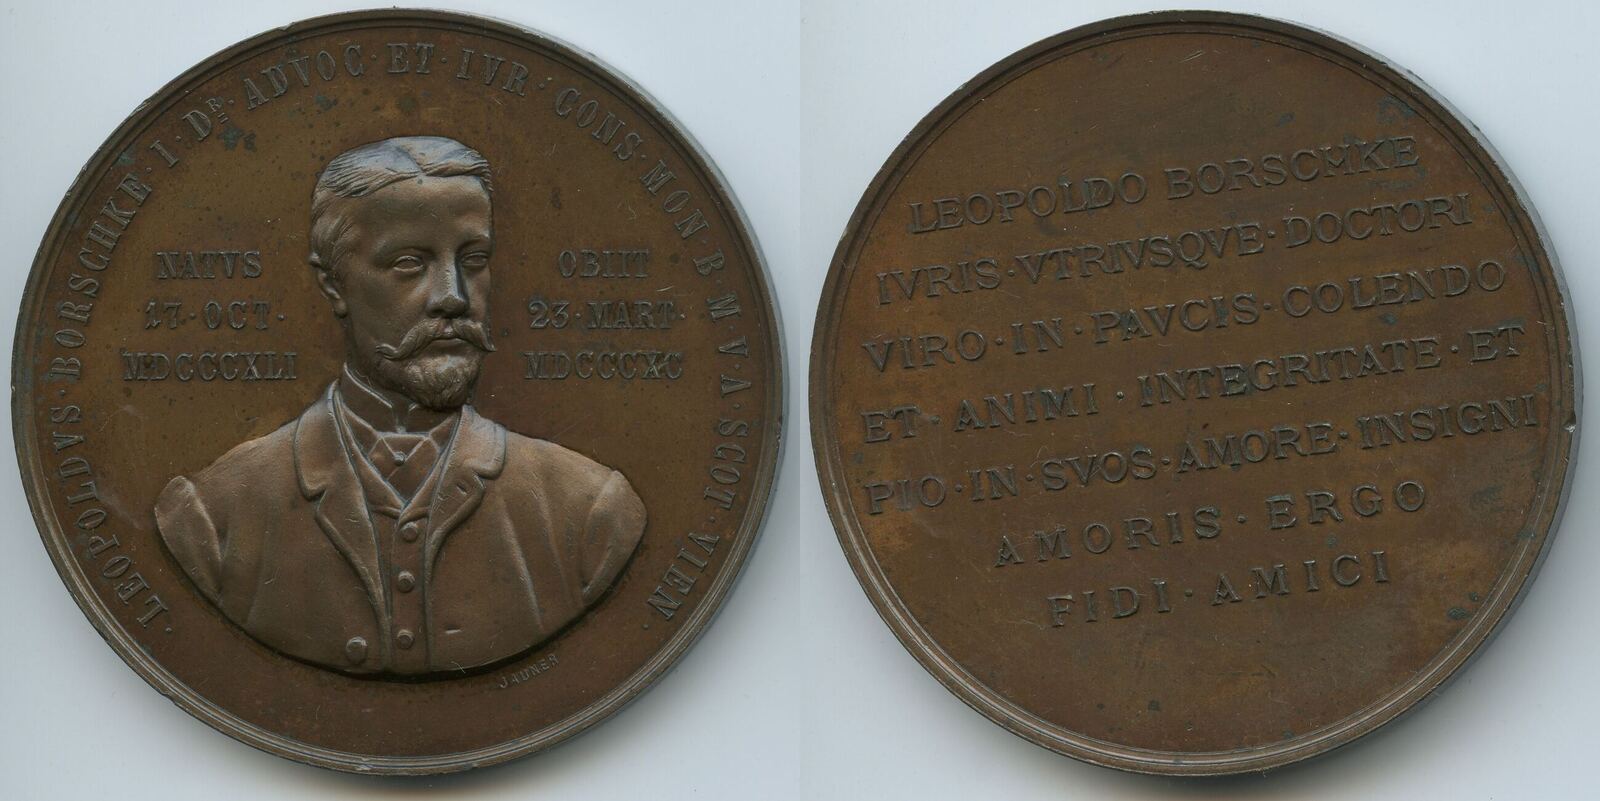 ·LEOPOLDVS·BORSCHKE·I·DR·ADVOC·ET·IVR·CONS·MON·B·M·V·A·SCOT·VIEN·
NATVS
17·OCT·
MDCCCXLI
OBIIT
23·MART·
MDCCCXC
JAUNER
LEOPOLDO BORSCHKE
IVRIS·VTRIVSQVE·DOCTORI
VIRO·IN·PAVCIS·COLENDO
ET·ANIMI·INTEGRITATE·ET
PIO·IN·SVOS·AMORE·INSIGNI
AMORIS·ERGO
FIDI·AMICI